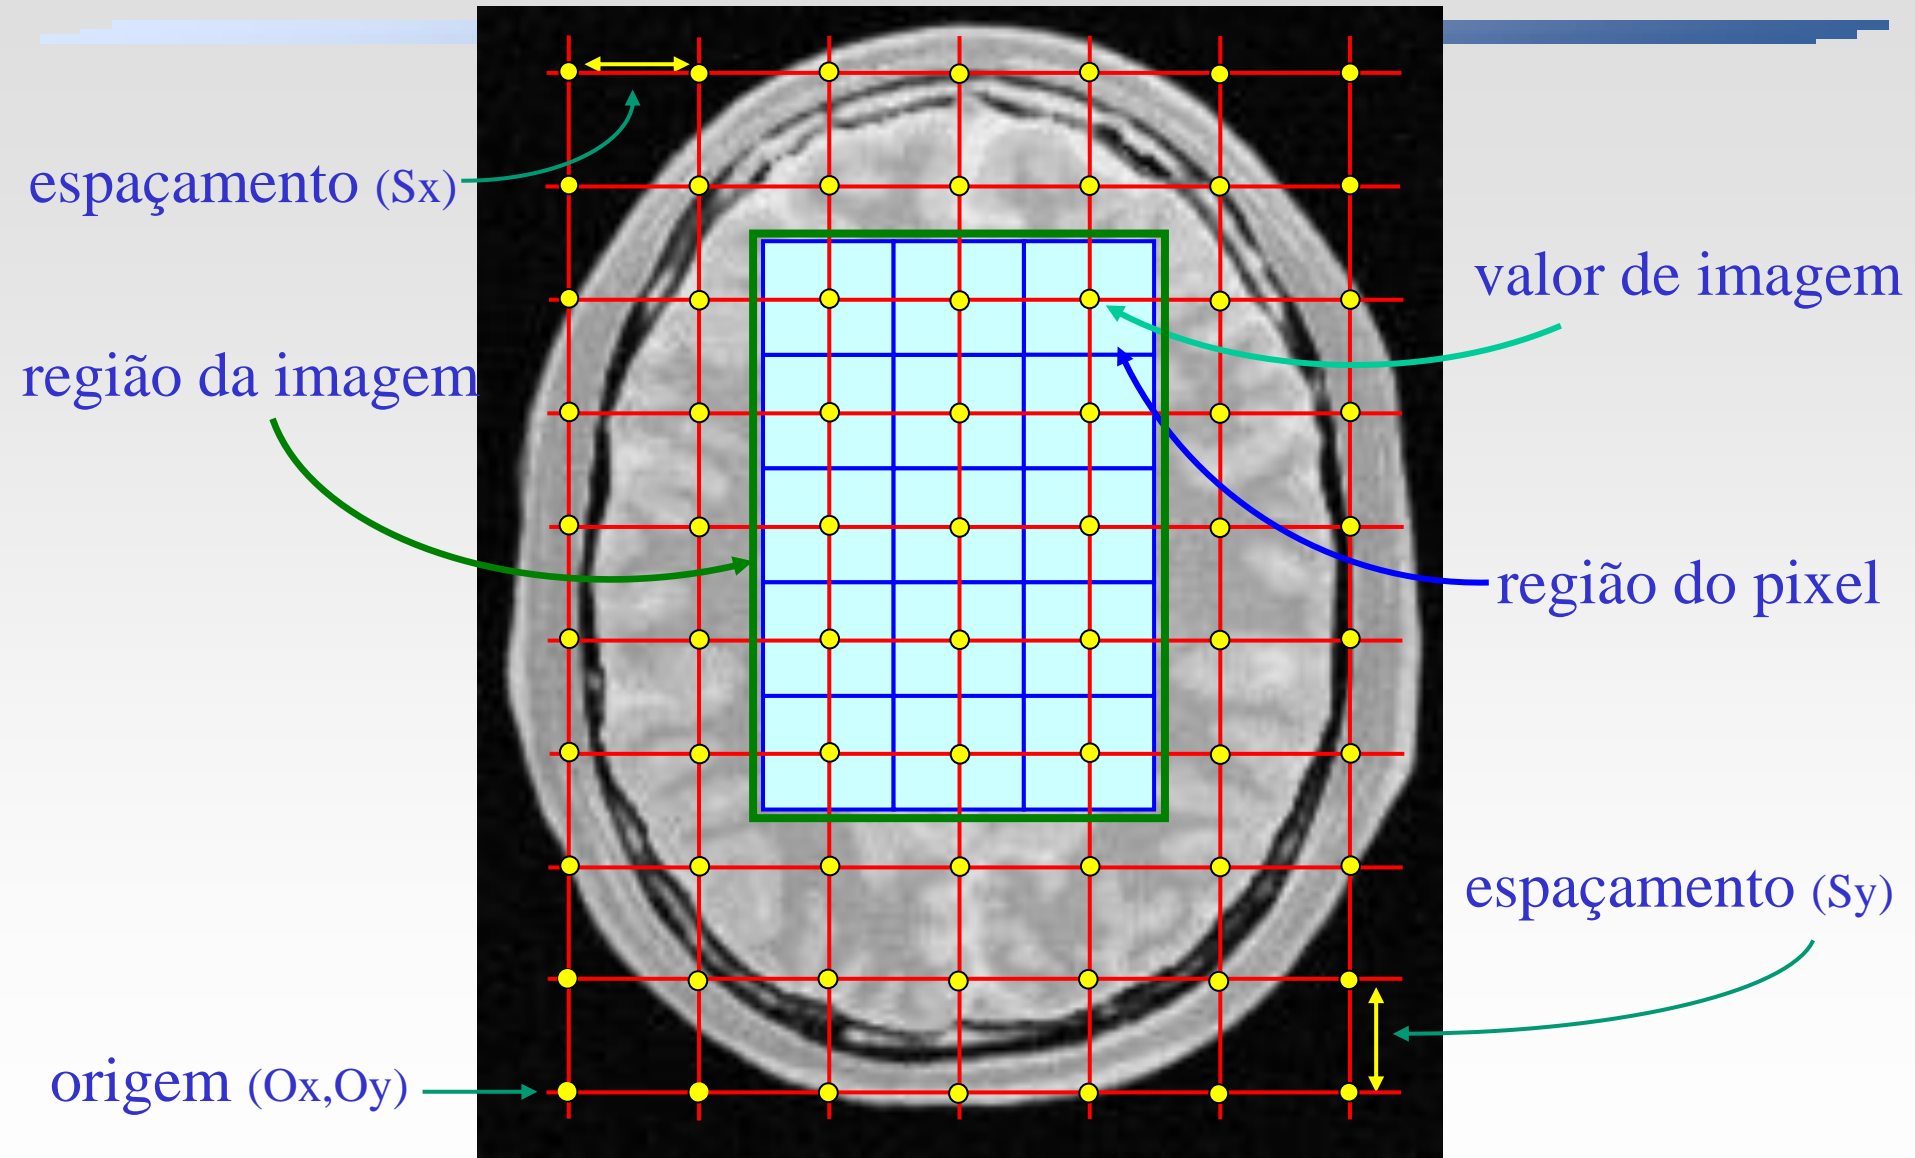 espaçamento (Sx)
valor de imagem
região da imagem
região do pixel
espaçamento (Sy)
origem (Ox,Oy)